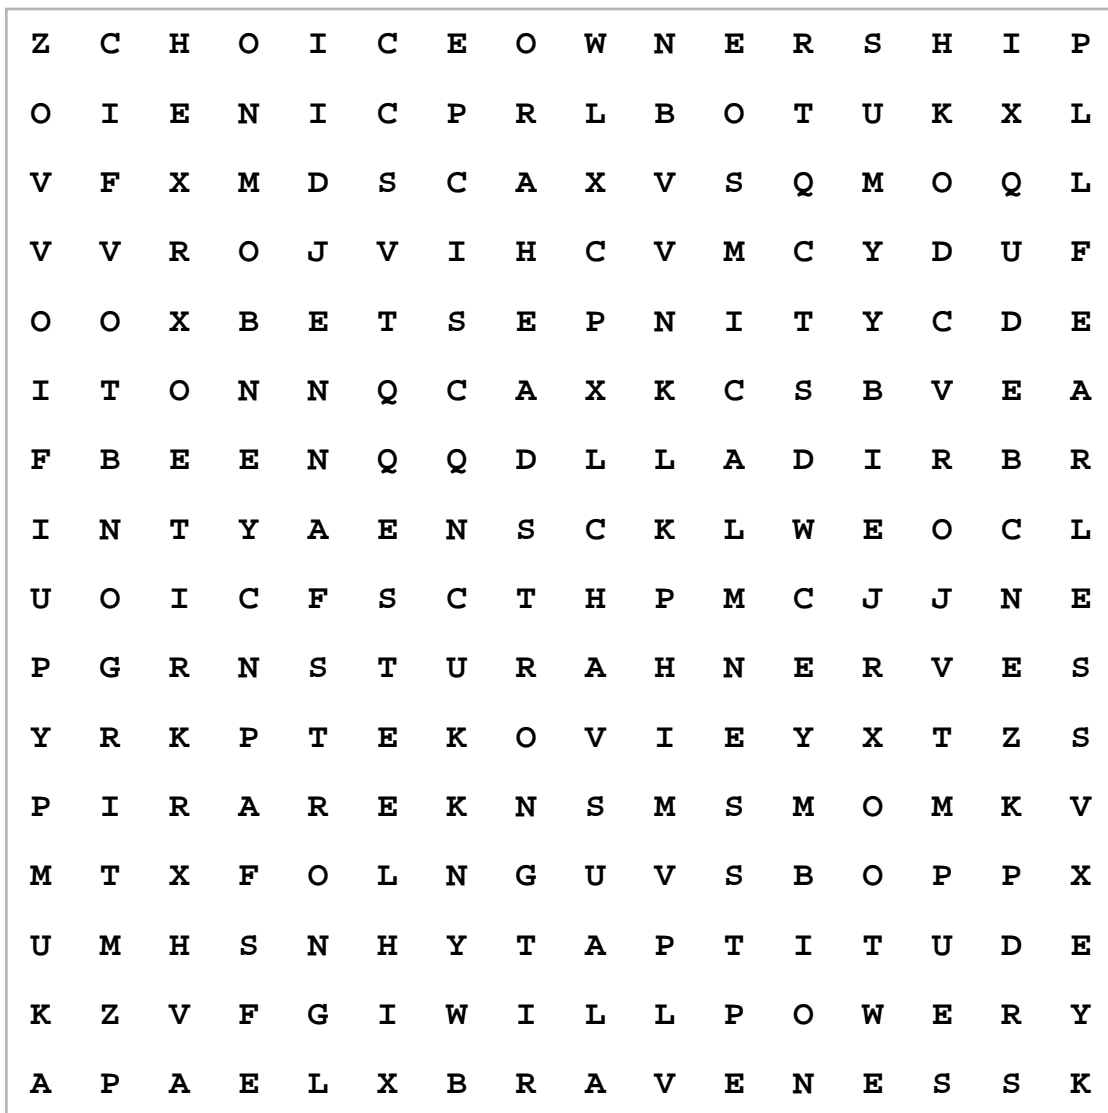 Z C H O I C E O W N E R S H I P
O I E N I C P R L B O T U K X L
V F X M D S C A X V S Q M O Q L
V V R O J V I H C V M C Y D U F
O O X B E T S E P N I T Y C D E
I T O N N Q C A X K C S B V E A
F B E E N Q Q D L L A D I R B R
I N T Y A E N S C K L W E O C L
U O I C F S C T H P M C J J N E
P G R N S T U R A H N E R V E S
Y R K P T E K O V I E Y X T Z S
P I R A R E K N S M S M O M K V
M T X F O L N G U V S B O P P X
U M H S N H Y T A P T I T U D E
K Z V F G I W I L L P O W E R Y
A P A E L X B R A V E N E S S K